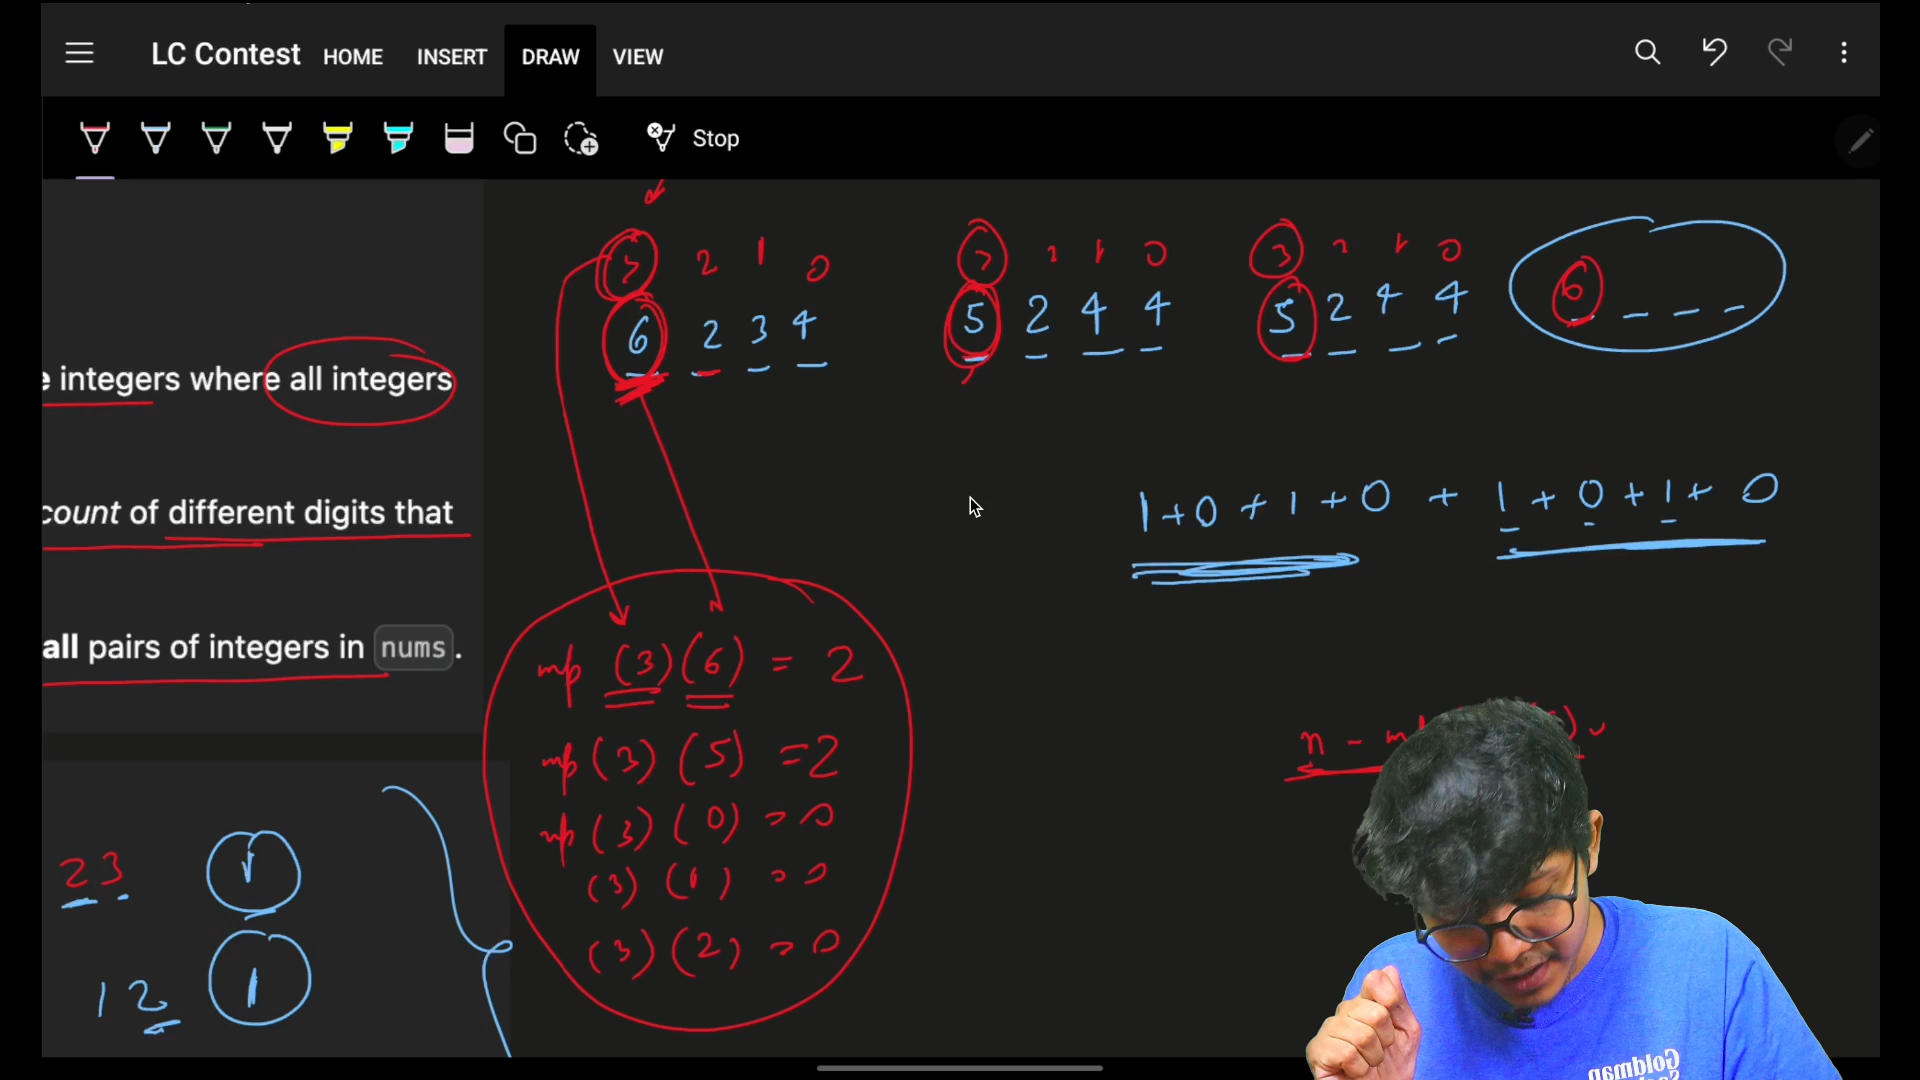 LC Contest HOME INSERT DRAW VIEW
Stop
3 2 1 0
6 2 3 4
3 2 1 0
5 2 4 4
3 2 1 0
5 2 4 4
6
e integers where all integers
count of different digits that
all pairs of integers in nums.
1+0+1+0 + 1+0+1+0
mp (3)(6) = 2
mp (3) (5) = 2
mp (3) (0) = 0
(3) (1) = 0
(3) (2) = 0
n -
23 1
12 1
Goldman